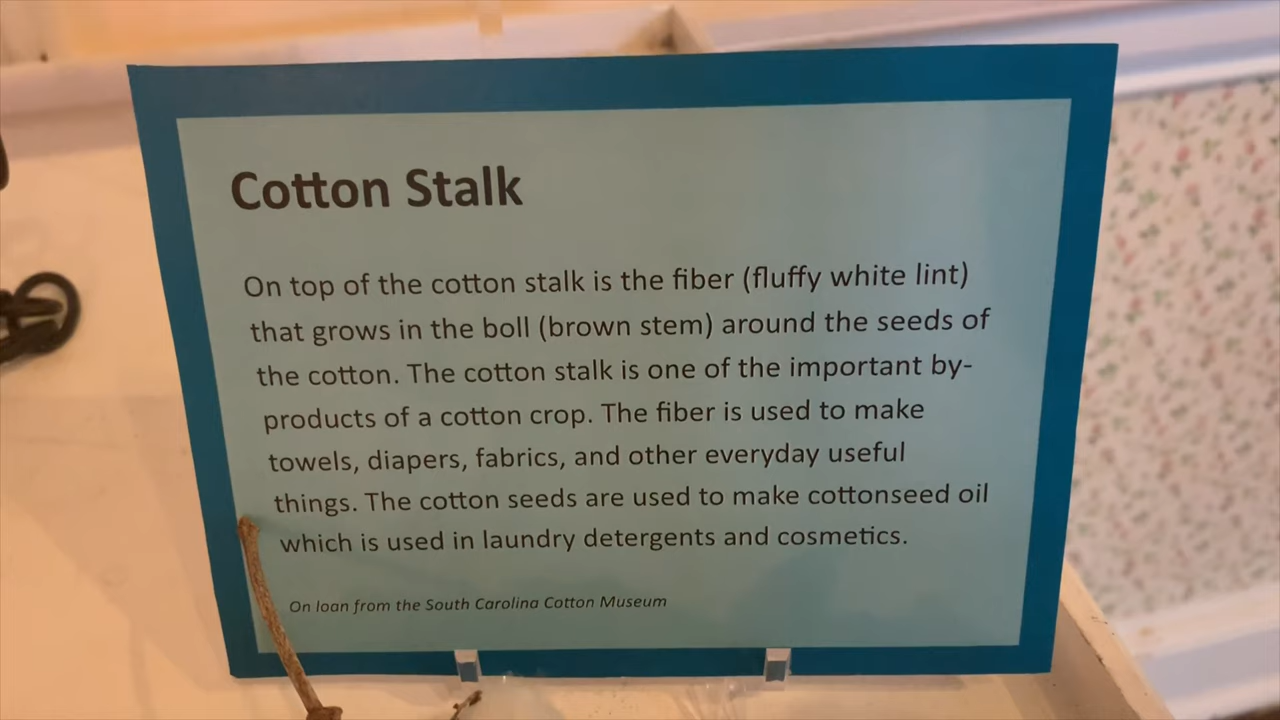 Cotton Stalk
On top of the cotton stalk is the fiber (fluffy white lint)
that grows in the boll (brown stem) around the seeds of
the cotton. The cotton stalk is one of the important by-
products of a cotton crop. The fiber is used to make
towels, diapers, fabrics, and other everyday useful
things. The cotton seeds are used to make cottonseed oil
which is used in laundry detergents and cosmetics.
On loan from the South Carolina Cotton Museum